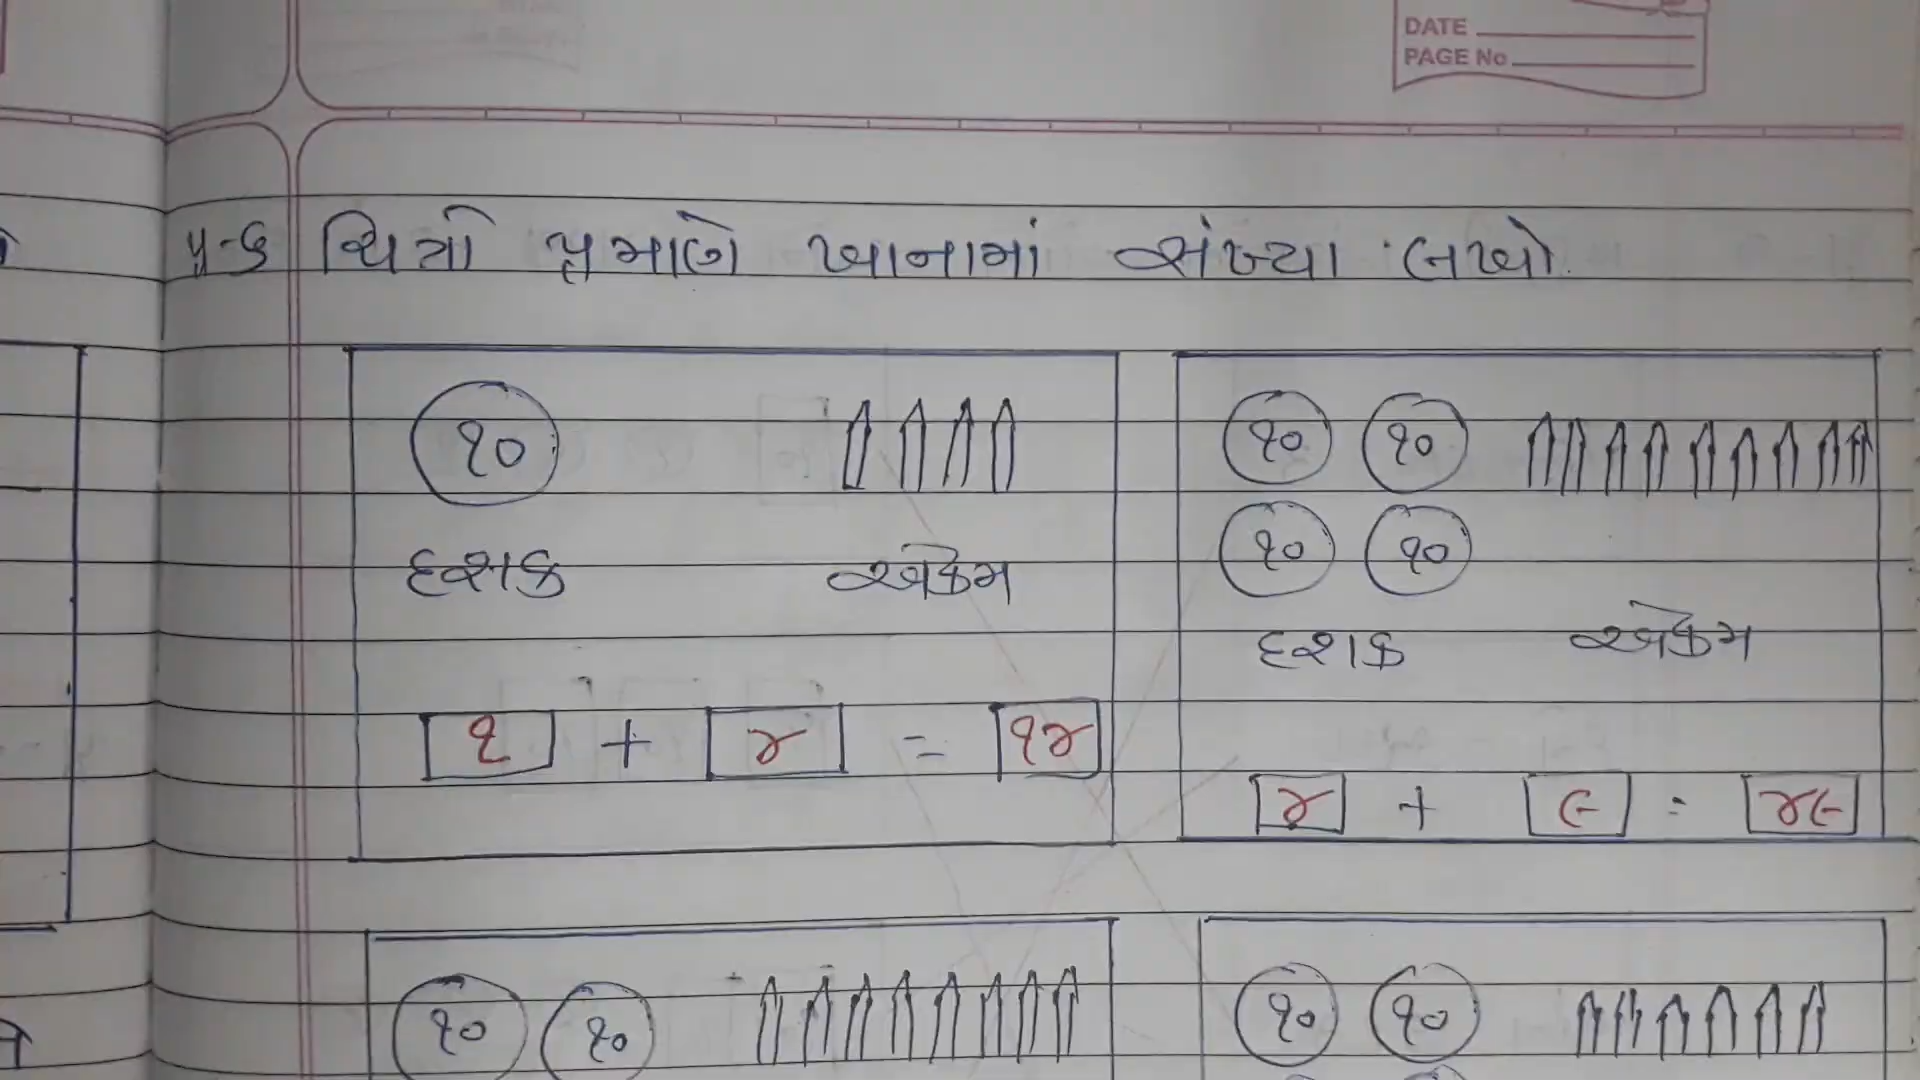 DATE
PAGE No
પ્ર-૬ ચિત્રો પ્રમાણે ખાનામાં સંખ્યા લખો.
૧૦
દશક એકમ
૧ + ૪ = ૧૪
૧૦ ૧૦
૧૦ ૧૦
દશક એકમ
૪ + ૯ = ૪૯
૧૦ ૧૦
૧૦ ૧૦